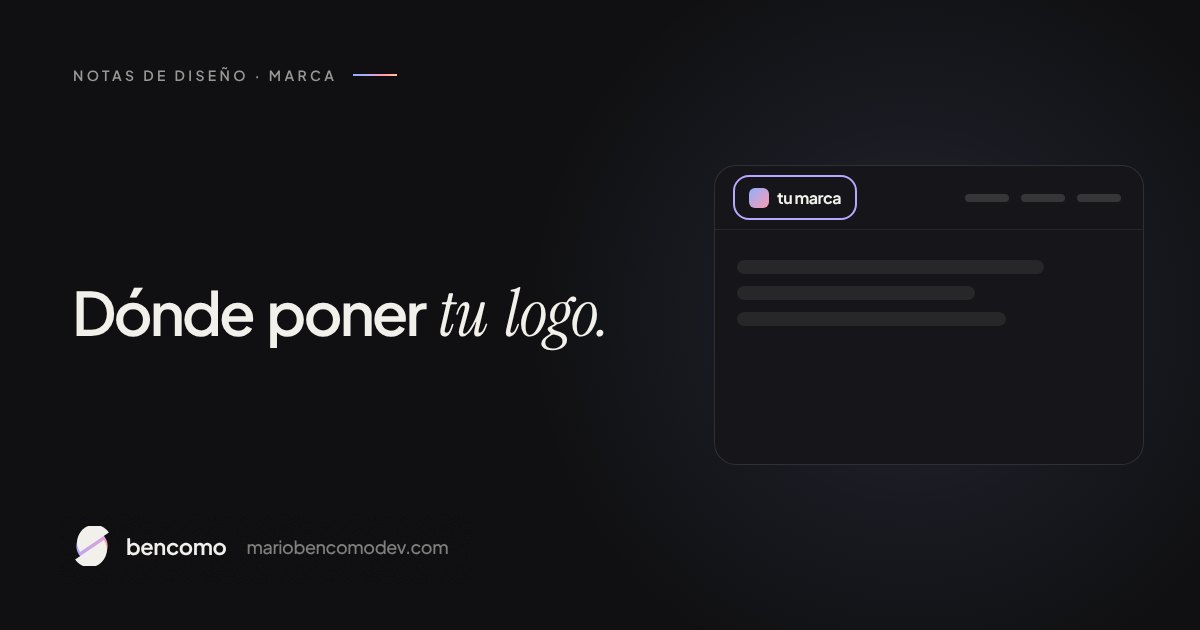 NOTAS DE DISEÑO · MARCA
tu marca
Dónde poner tu logo.
bencomo mariobencomodev.com